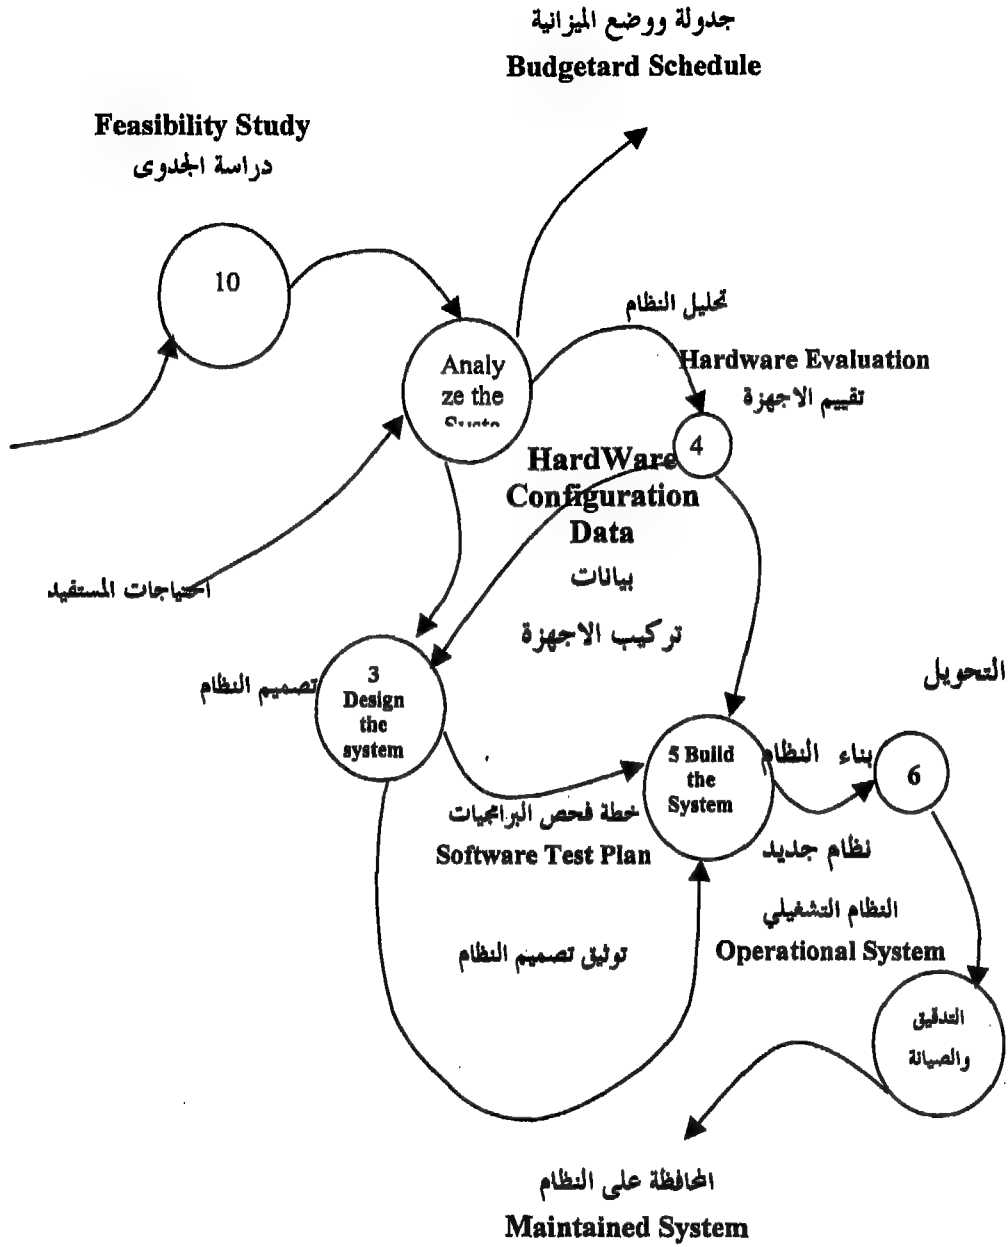 جدولة ووضع الميزانية
Budgetard Schedule
Feasibility Study
دراسة الجدوى
10
تحليل النظام
Hardware Evaluation
تقييم الاجهزة
Analy
ze the
4
HardWare
Configuration
Data
بيانات
تركيب الاجهزة
احتياجات المستفيد
تصميم النظام
3
Design
the
system
التحويل
5 Build
the
System
بناء النظام
6
خطة فحص البرامجيات
Software Test Plan
نظام جديد
النظام التشغيلي
Operational System
توثيق تصميم النظام
التدقيق
والصيانة
المحافظة على النظام
Maintained System